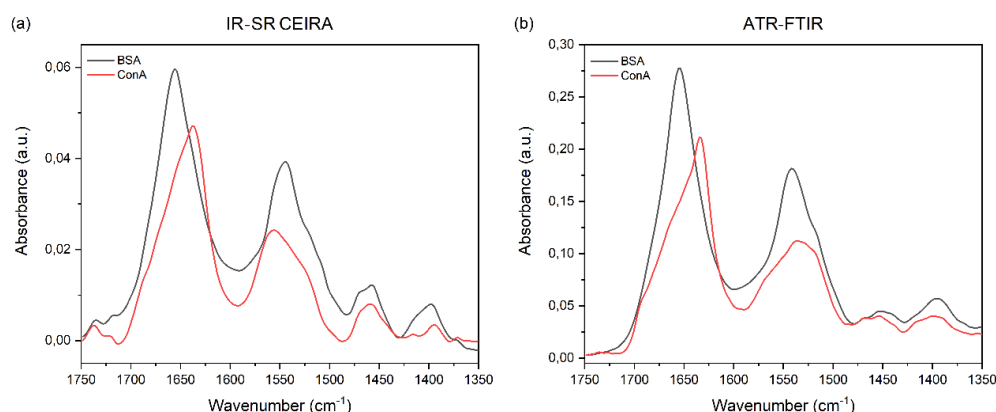 (a) IR-SR CEIRA
BSA
ConA
Absorbance (a.u.)
0,06
0,04
0,02
0,00
1750 1700 1650 1600 1550 1500 1450 1400 1350
Wavenumber (cm⁻¹)
(b) ATR-FTIR
BSA
ConA
Absorbance (a.u.)
0,30
0,25
0,20
0,15
0,10
0,05
0,00
1750 1700 1650 1600 1550 1500 1450 1400 1350
Wavenumber (cm⁻¹)